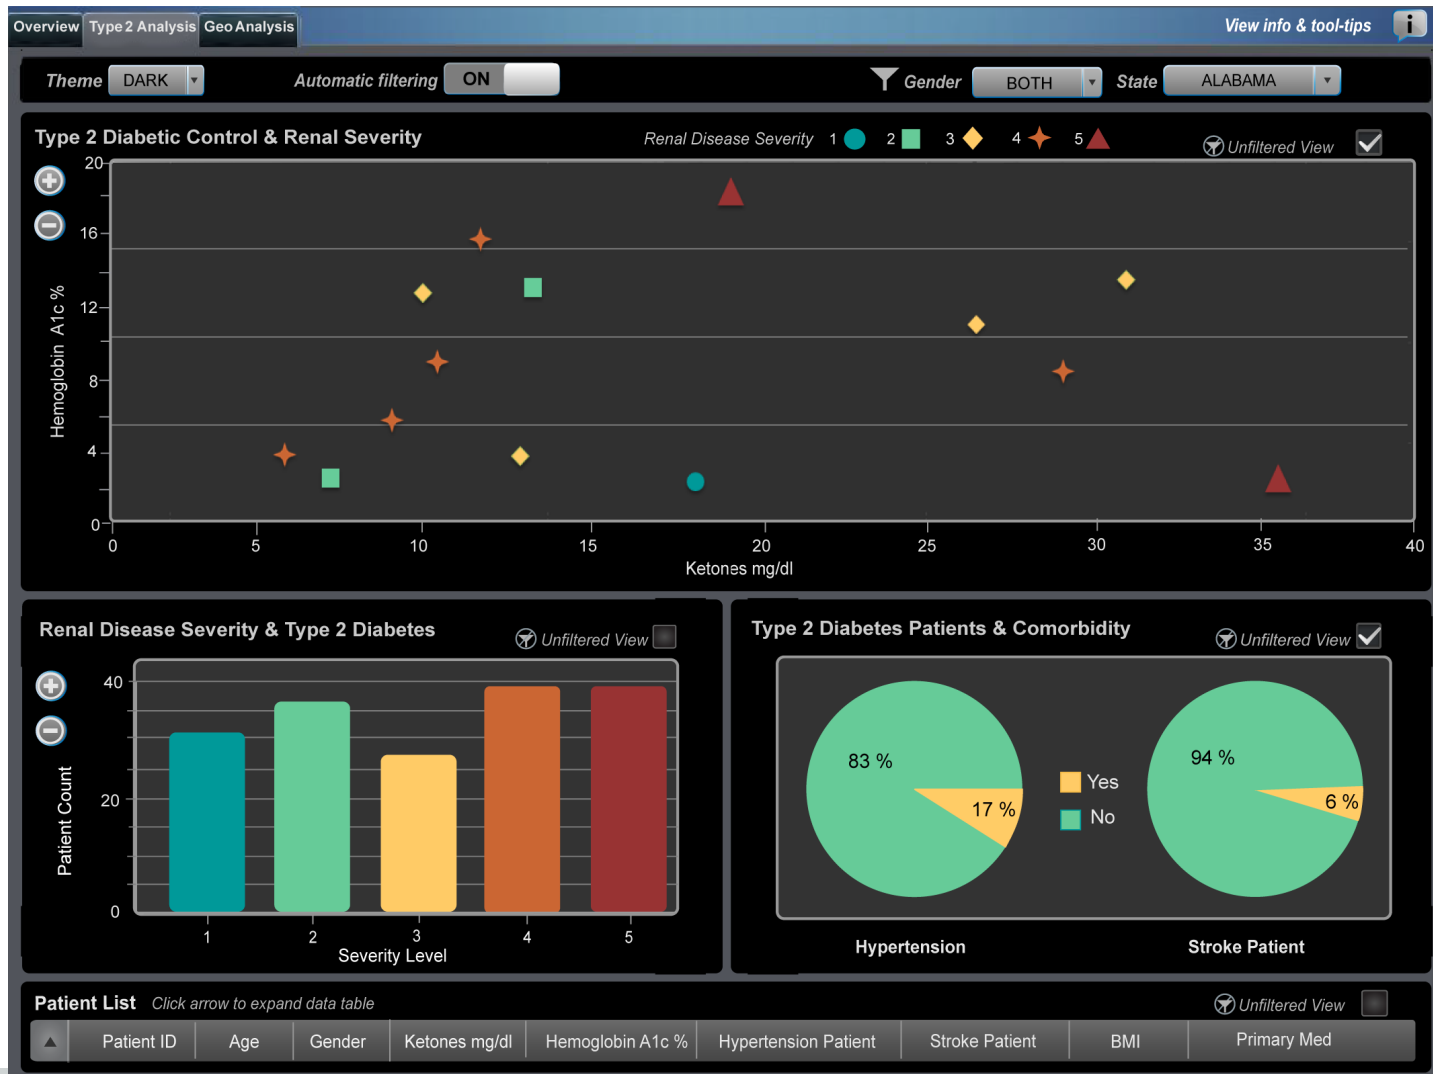 Overview Type 2 Analysis Geo Analysis View info & tool-tips i
Theme DARK Automatic filtering ON Gender BOTH State ALABAMA
Type 2 Diabetic Control & Renal Severity Renal Disease Severity 1 2 3 4 5 Unfiltered View
20
16
12
8
4
0
Hemoglobin A1c %
0 5 10 15 20 25 30 35 40
Ketones mg/dl
Renal Disease Severity & Type 2 Diabetes Unfiltered View
40
20
0
Patient Count
1 2 3 4 5
Severity Level
Type 2 Diabetes Patients & Comorbidity Unfiltered View
83 % 17 %
Yes
No
94 % 6 %
Hypertension Stroke Patient
Patient List Click arrow to expand data table Unfiltered View
Patient ID Age Gender Ketones mg/dl Hemoglobin A1c % Hypertension Patient Stroke Patient BMI Primary Med